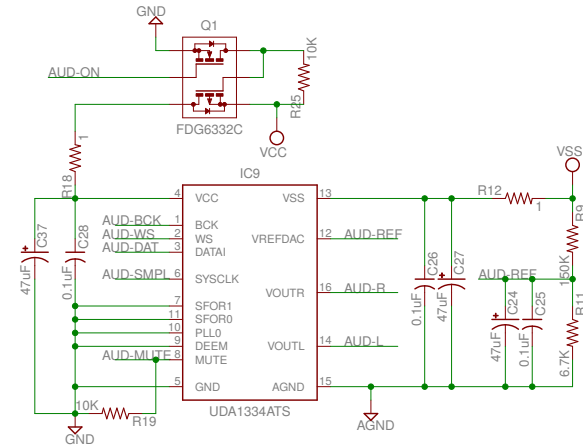 GND
Q1
AUD-ON
10K
R25
FDG6332C
VCC
1
R18
IC9
VSS
4 VCC
VSS 13
R12
1
R9
150K
AUD-BCK 1 BCK
AUD-WS 2 WS
AUD-DAT 3 DATAI
VREFDAC 12 AUD-REF
C37
47uF
C28
0.1uF
AUD-SMPL 6 SYSCLK
C26
0.1uF
C27
47uF
AUD-REF
VOUTR 16 AUD-R
7 SFOR1
11 SFOR0
10 PLL0
9 DEEM
AUD-MUTE 8 MUTE
VOUTL 14 AUD-L
C24
47uF
C25
0.1uF
R11
6.7K
5 GND
AGND 15
10K
R19
GND
UDA1334ATS
AGND